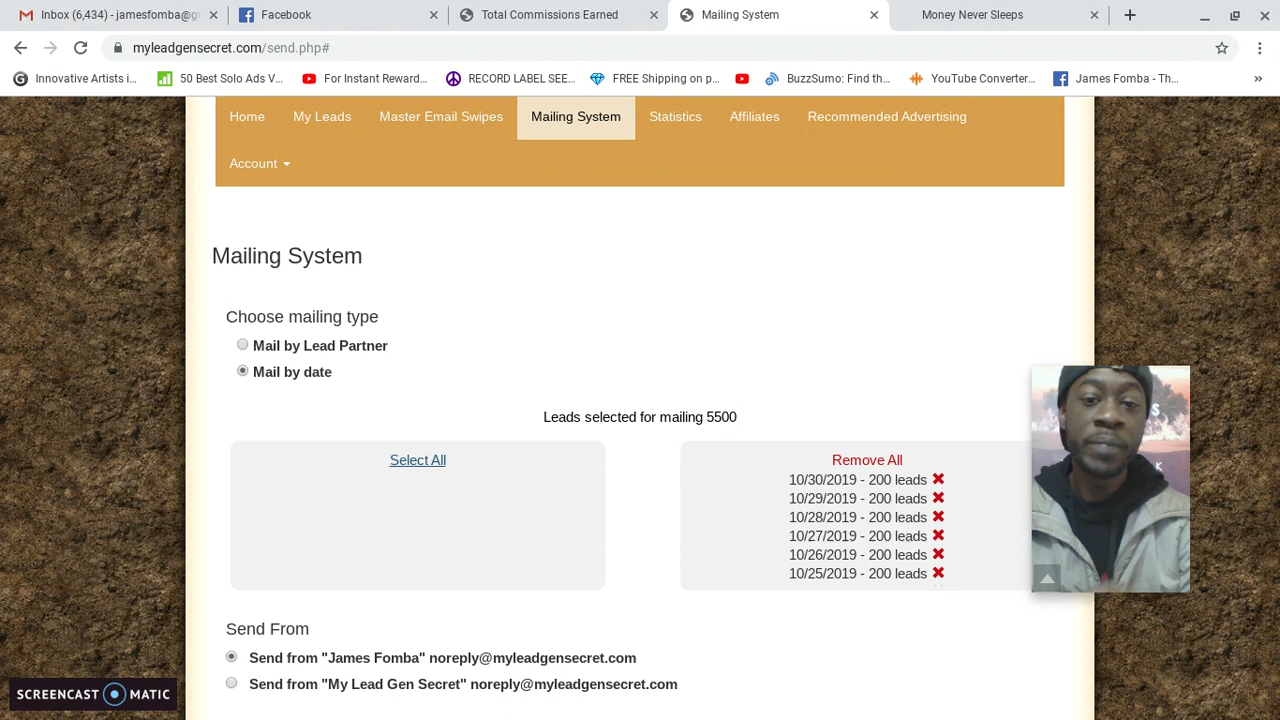 Inbox (6,434) - jamesfomba@g
Facebook
Total Commissions Earned
Mailing System
Money Never Sleeps
myleadgensecret.com/send.php#
Innovative Artists i...
50 Best Solo Ads V...
For Instant Reward...
RECORD LABEL SEE...
FREE Shipping on p...
BuzzSumo: Find th...
YouTube Converter...
James Fomba - Th...
Home
My Leads
Master Email Swipes
Mailing System
Statistics
Affiliates
Recommended Advertising
Account
Mailing System
Choose mailing type
Mail by Lead Partner
Mail by date
Leads selected for mailing 5500
Select All
Remove All
10/30/2019 - 200 leads
10/29/2019 - 200 leads
10/28/2019 - 200 leads
10/27/2019 - 200 leads
10/26/2019 - 200 leads
10/25/2019 - 200 leads
Send From
Send from "James Fomba" noreply@myleadgensecret.com
Send from "My Lead Gen Secret" noreply@myleadgensecret.com
SCREENCAST MATIC